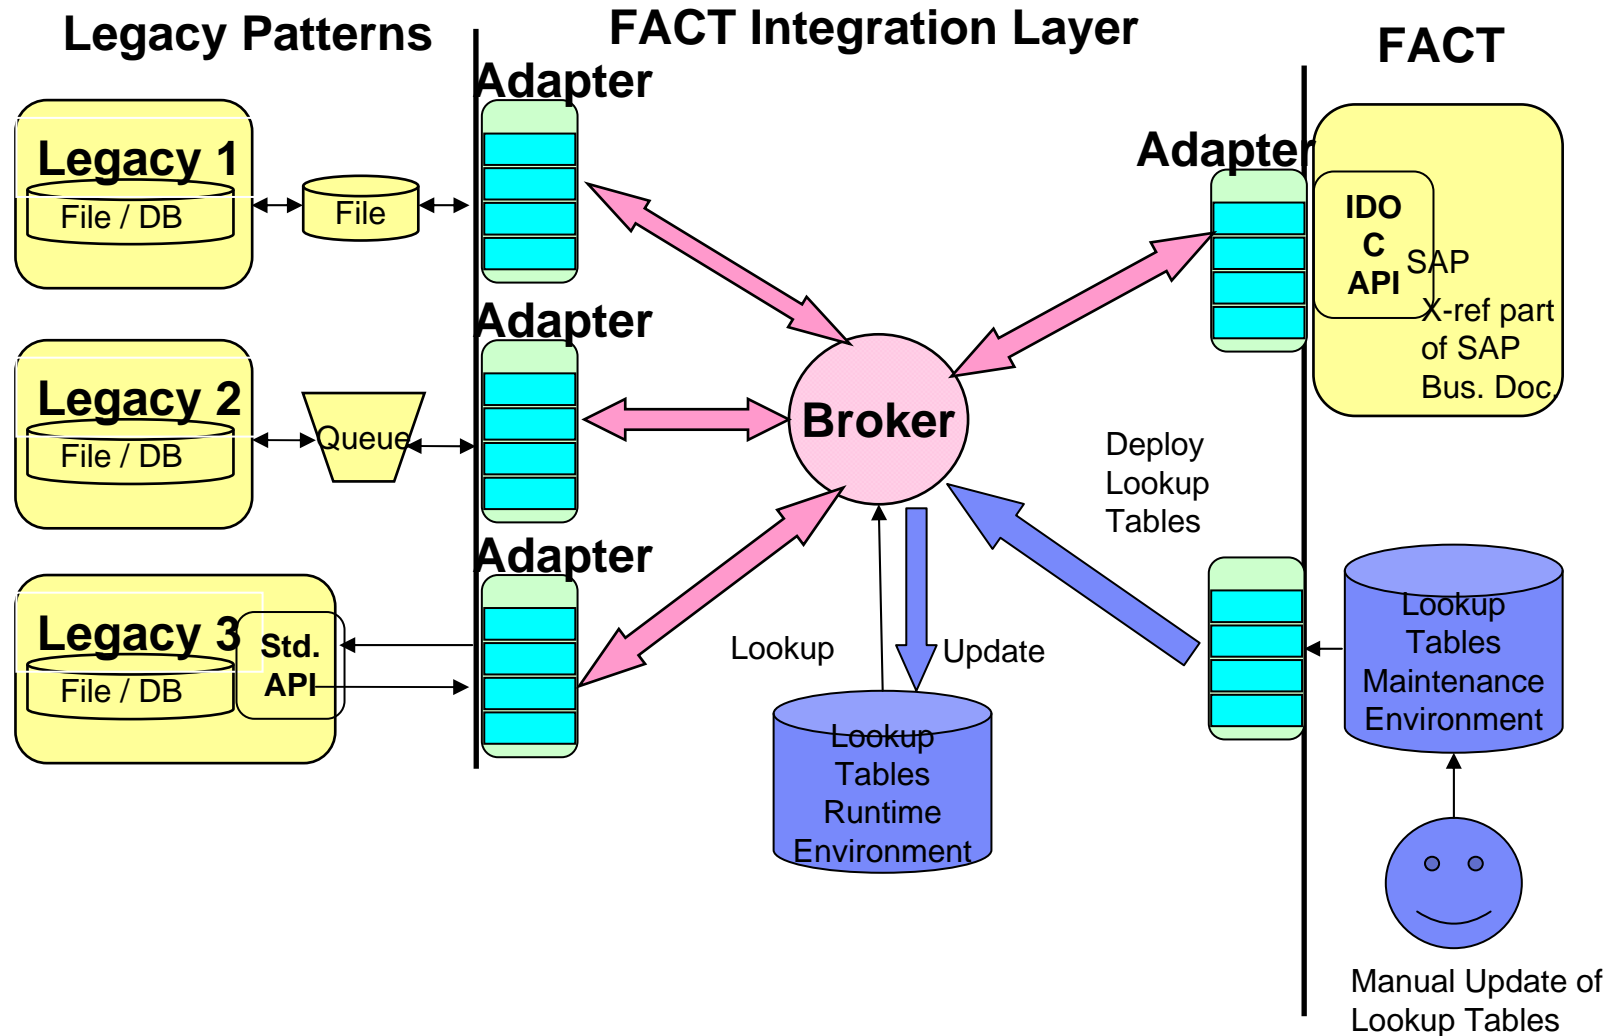 Legacy Patterns
FACT Integration Layer
FACT
Adapter
Legacy 1
File / DB
File
Adapter
IDO
C
API
SAP
X-ref part
of SAP
Bus. Doc.
Adapter
Legacy 2
File / DB
Queue
Broker
Deploy
Lookup
Tables
Adapter
Legacy 3
File / DB
Std.
API
Lookup
Update
Lookup
Tables
Runtime
Environment
Lookup
Tables
Maintenance
Environment
Manual Update of
Lookup Tables